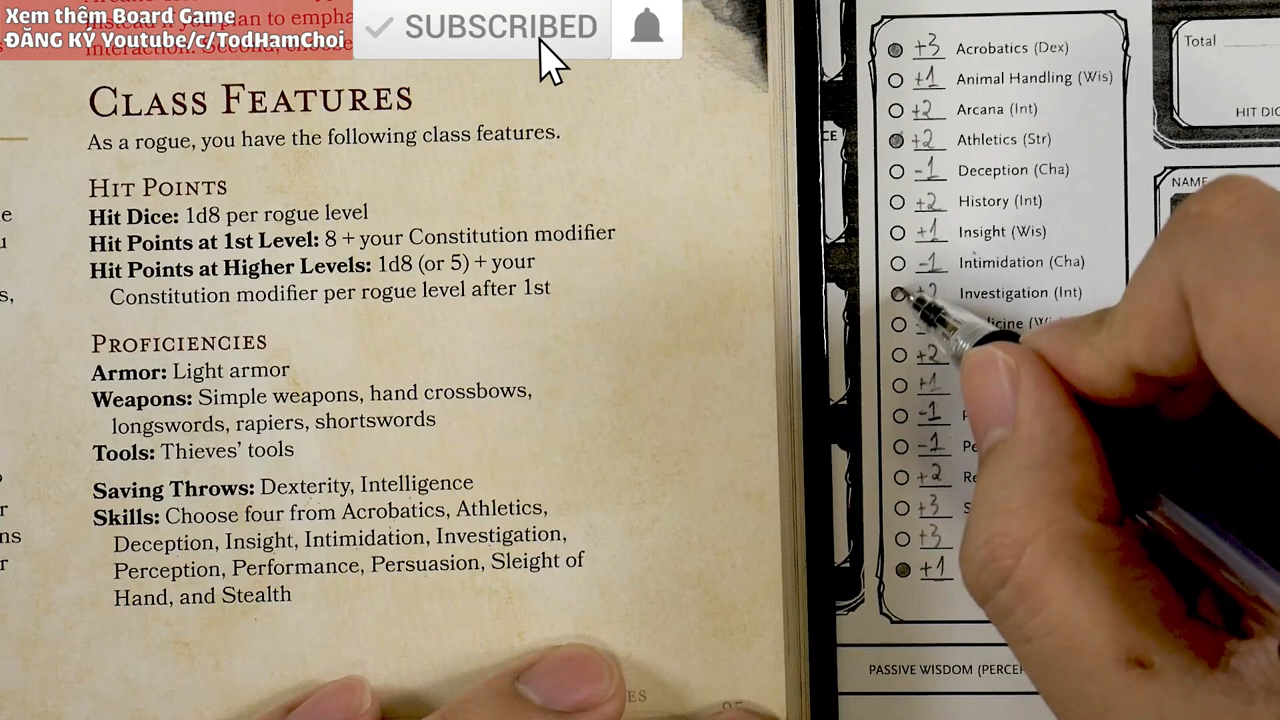 Xem thêm Board Game
ĐĂNG KÝ Youtube/c/TodHamChoi
SUBSCRIBED
CLASS FEATURES
As a rogue, you have the following class features.
HIT POINTS
Hit Dice: 1d8 per rogue level
Hit Points at 1st Level: 8 + your Constitution modifier
Hit Points at Higher Levels: 1d8 (or 5) + your
Constitution modifier per rogue level after 1st
PROFICIENCIES
Armor: Light armor
Weapons: Simple weapons, hand crossbows,
longswords, rapiers, shortswords
Tools: Thieves' tools
Saving Throws: Dexterity, Intelligence
Skills: Choose four from Acrobatics, Athletics,
Deception, Insight, Intimidation, Investigation,
Perception, Performance, Persuasion, Sleight of
Hand, and Stealth
+3 Acrobatics (Dex)
+1 Animal Handling (Wis)
+2 Arcana (Int)
+2 Athletics (Str)
-1 Deception (Cha)
+2 History (Int)
+1 Insight (Wis)
-1 Intimidation (Cha)
+2 Investigation (Int)
+2
+1
-1
-1
+2
+3
+3
+1
PASSIVE WISDOM
Total
HIT DIC
NAME